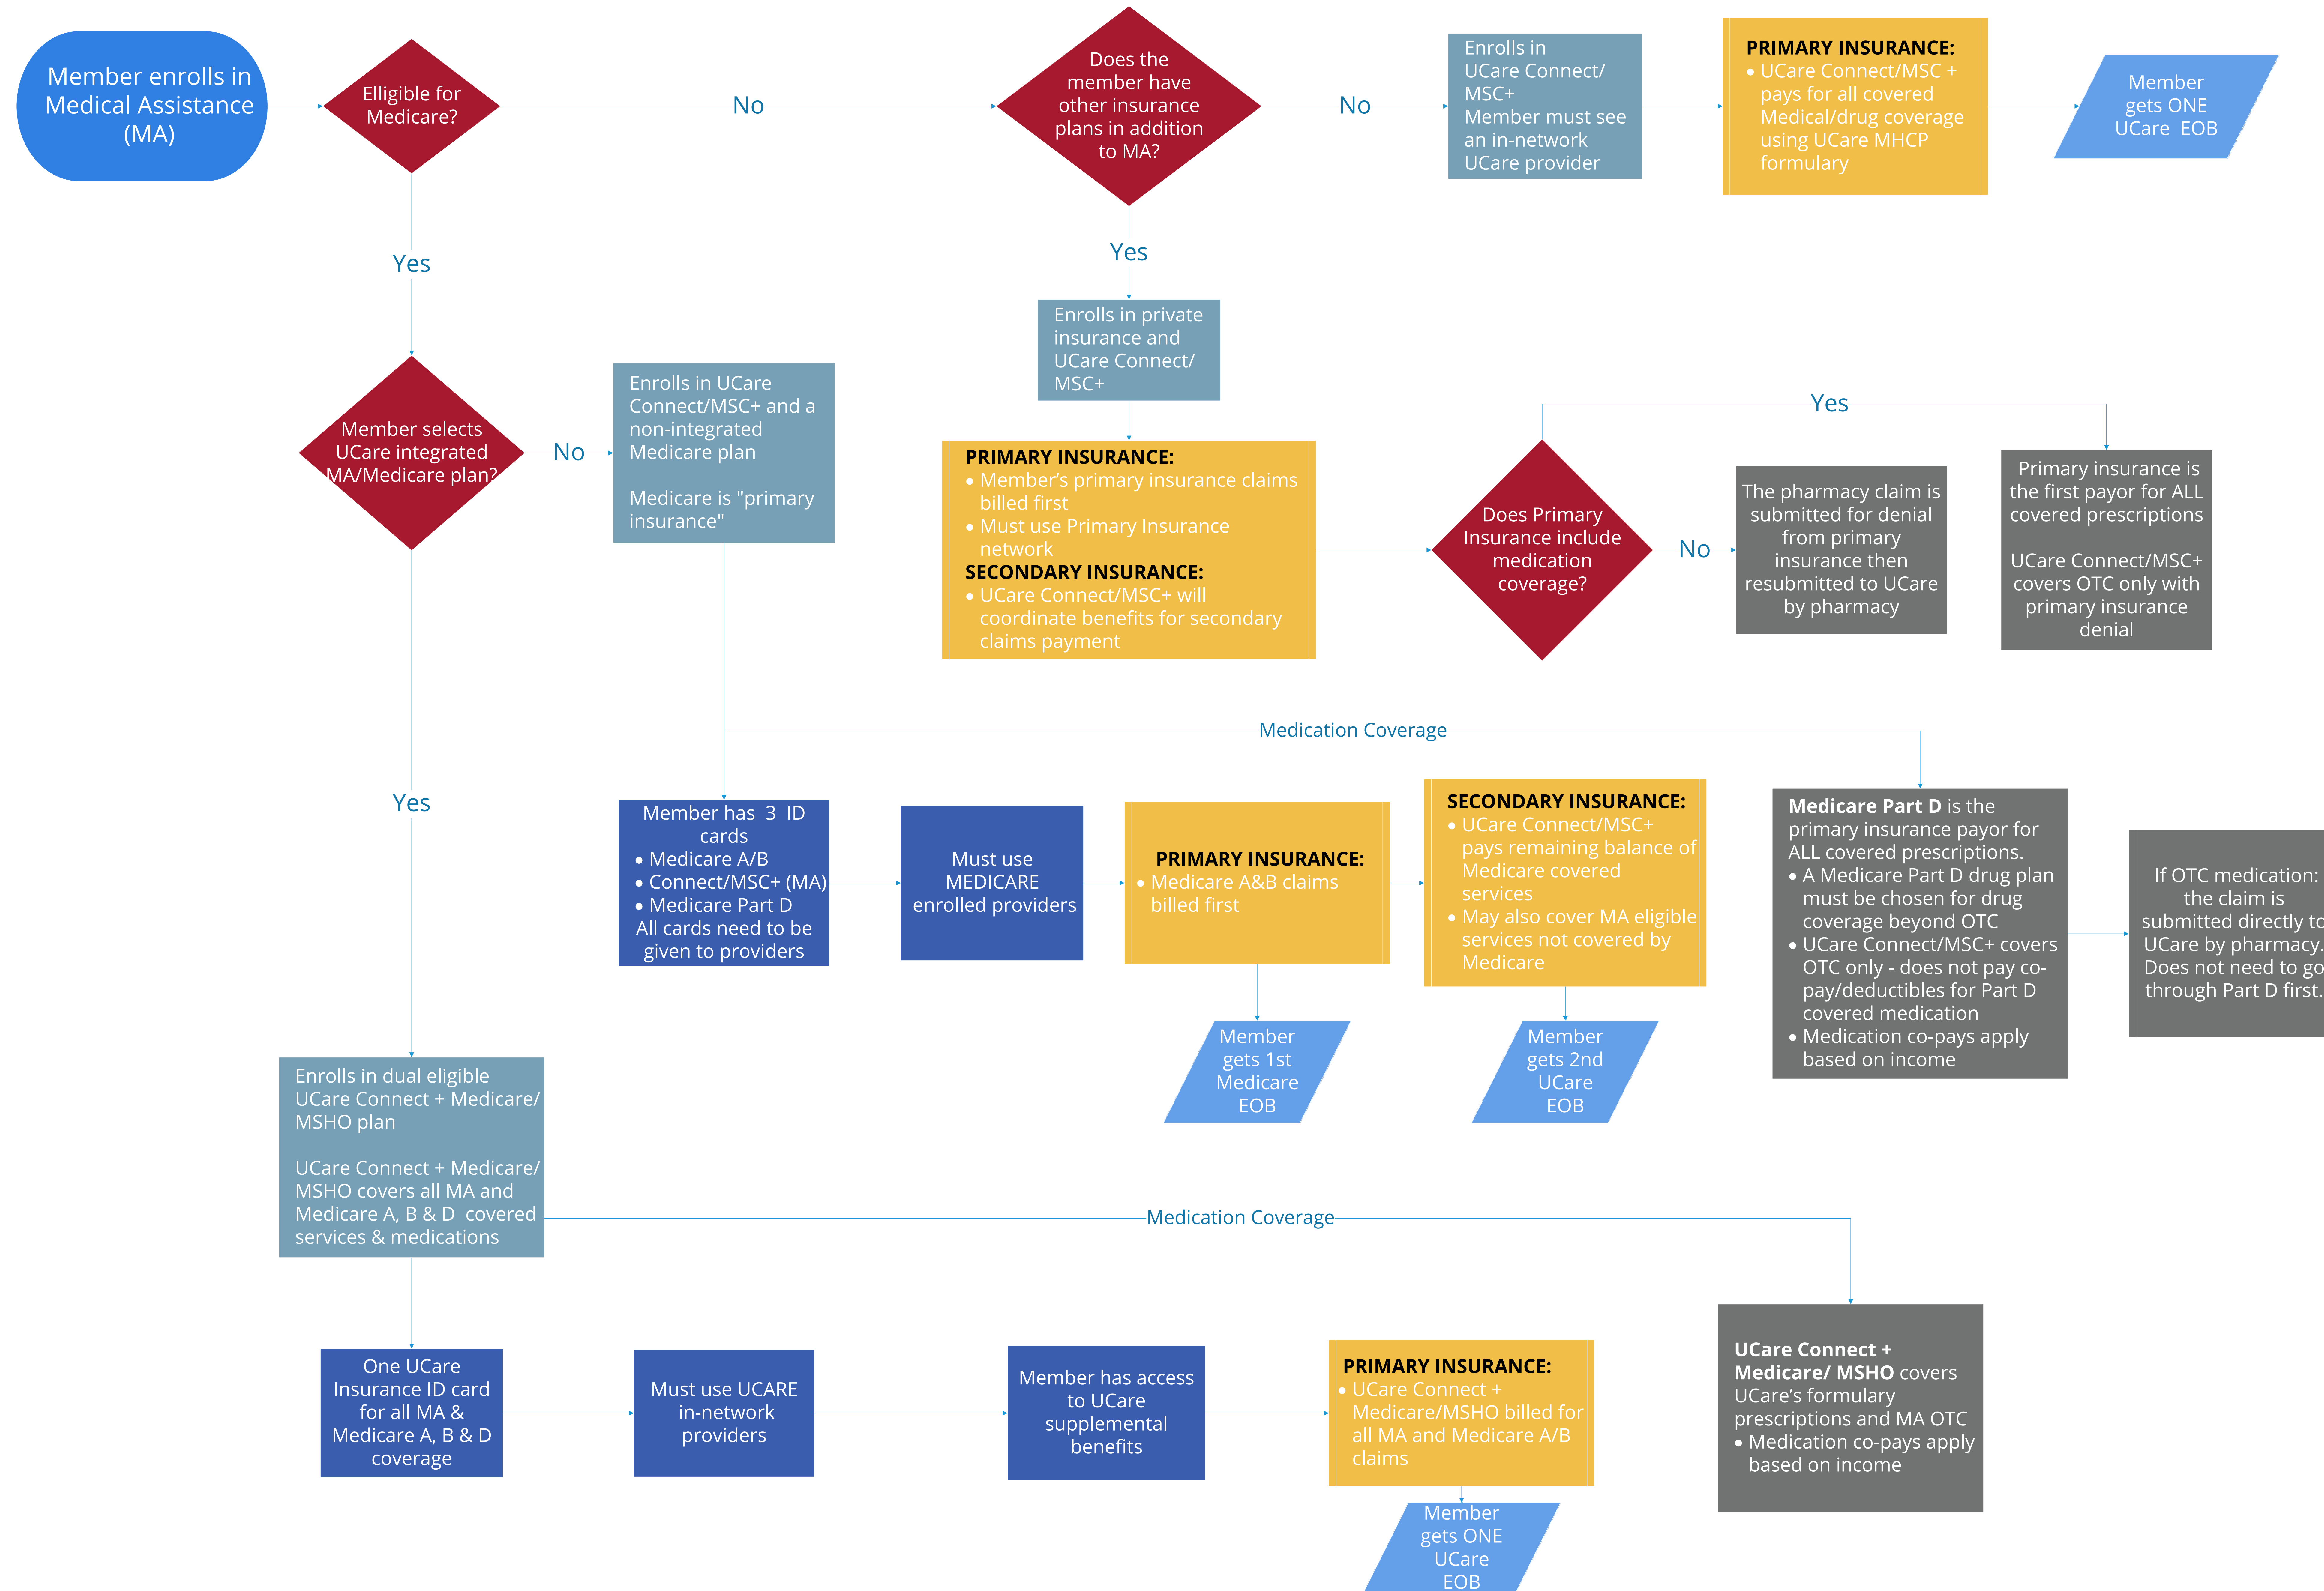 Member enrolls in
Medical Assistance
(MA)
Elligible for
Medicare?
No
Does the
member have
other insurance
plans in addition
to MA?
No
Enrolls in
UCare Connect/
MSC+
Member must see
an in-network
UCare provider
PRIMARY INSURANCE:
• UCare Connect/MSC +
pays for all covered
Medical/drug coverage
using UCare MHCP
formulary
Member
gets ONE
UCare EOB
Yes
Yes
Enrolls in private
insurance and
UCare Connect/
MSC+
Member selects
UCare integrated
MA/Medicare plan?
No
Enrolls in UCare
Connect/MSC+ and a
non-integrated
Medicare plan
Medicare is "primary
insurance"
PRIMARY INSURANCE:
• Member’s primary insurance claims
billed first
• Must use Primary Insurance
network
SECONDARY INSURANCE:
• UCare Connect/MSC+ will
coordinate benefits for secondary
claims payment
Does Primary
Insurance include
medication
coverage?
Yes
No
The pharmacy claim is
submitted for denial
from primary
insurance then
resubmitted to UCare
by pharmacy
Primary insurance is
the first payor for ALL
covered prescriptions
UCare Connect/MSC+
covers OTC only with
primary insurance
denial
Medication Coverage
Yes
Member has 3 ID
cards
• Medicare A/B
• Connect/MSC+ (MA)
• Medicare Part D
All cards need to be
given to providers
Must use
MEDICARE
enrolled providers
PRIMARY INSURANCE:
• Medicare A&B claims
billed first
SECONDARY INSURANCE:
• UCare Connect/MSC+
pays remaining balance of
Medicare covered
services
• May also cover MA eligible
services not covered by
Medicare
Medicare Part D is the
primary insurance payor for
ALL covered prescriptions.
• A Medicare Part D drug plan
must be chosen for drug
coverage beyond OTC
• UCare Connect/MSC+ covers
OTC only - does not pay co-
pay/deductibles for Part D
covered medication
• Medication co-pays apply
based on income
If OTC medication:
the claim is
submitted directly to
UCare by pharmacy.
Does not need to go
through Part D first.
Member
gets 1st
Medicare
EOB
Member
gets 2nd
UCare
EOB
Enrolls in dual eligible
UCare Connect + Medicare/
MSHO plan
UCare Connect + Medicare/
MSHO covers all MA and
Medicare A, B & D covered
services & medications
Medication Coverage
One UCare
Insurance ID card
for all MA &
Medicare A, B & D
coverage
Must use UCARE
in-network
providers
Member has access
to UCare
supplemental
benefits
PRIMARY INSURANCE:
• UCare Connect +
Medicare/MSHO billed for
all MA and Medicare A/B
claims
UCare Connect +
Medicare/ MSHO covers
UCare’s formulary
prescriptions and MA OTC
• Medication co-pays apply
based on income
Member
gets ONE
UCare
EOB